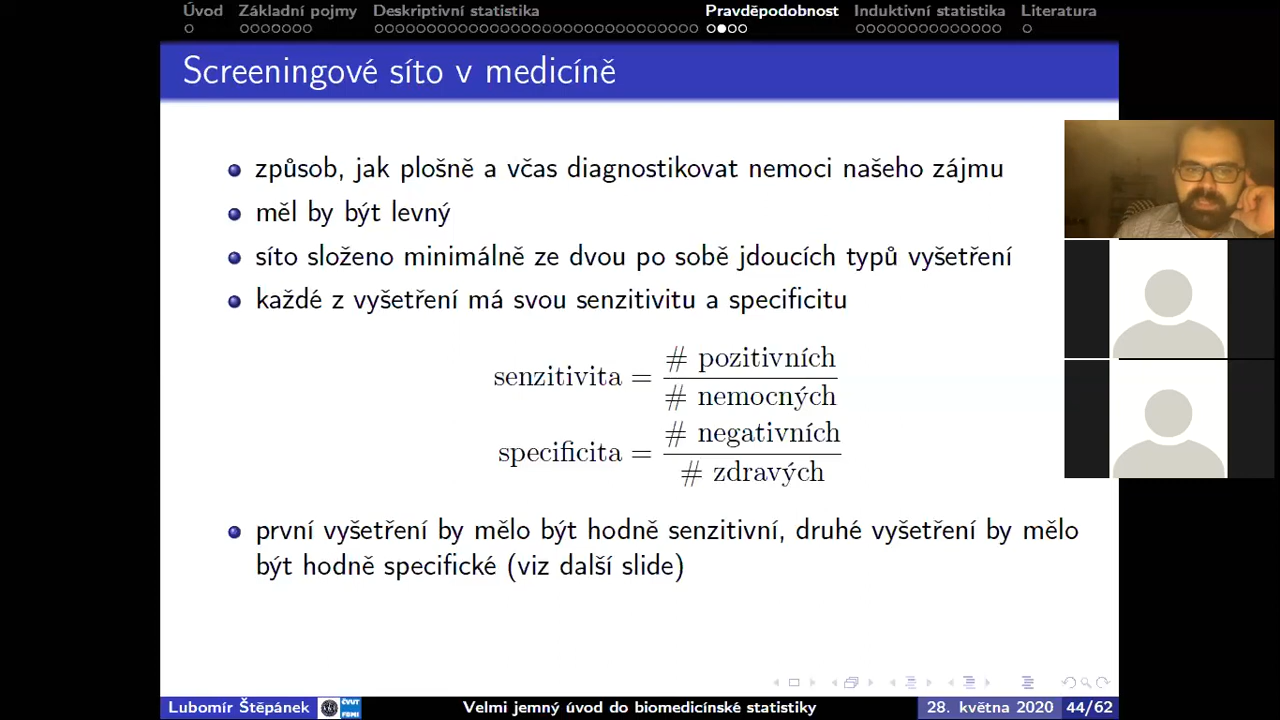 Úvod Základní pojmy Deskriptivní statistika Pravděpodobnost Induktivní statistika Literatura
Screeningové síto v medicíně
způsob, jak plošně a včas diagnostikovat nemoci našeho zájmu
měl by být levný
síto složeno minimálně ze dvou po sobě jdoucích typů vyšetření
každé z vyšetření má svou senzitivitu a specificitu
senzitivita = # pozitivních / # nemocných
specificita = # negativních / # zdravých
první vyšetření by mělo být hodně senzitivní, druhé vyšetření by mělo
být hodně specifické (viz další slide)
Lubomír Štěpánek ČVUT FBMI Velmi jemný úvod do biomedicínské statistiky 28. května 2020 44/62